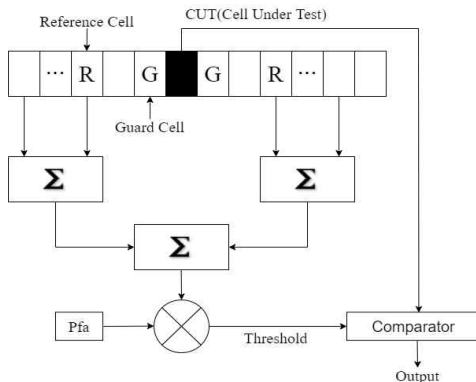 Reference Cell
CUT(Cell Under Test)
... R G G R ...
Guard Cell
Σ Σ
Σ
Pfa
Threshold
Comparator
Output